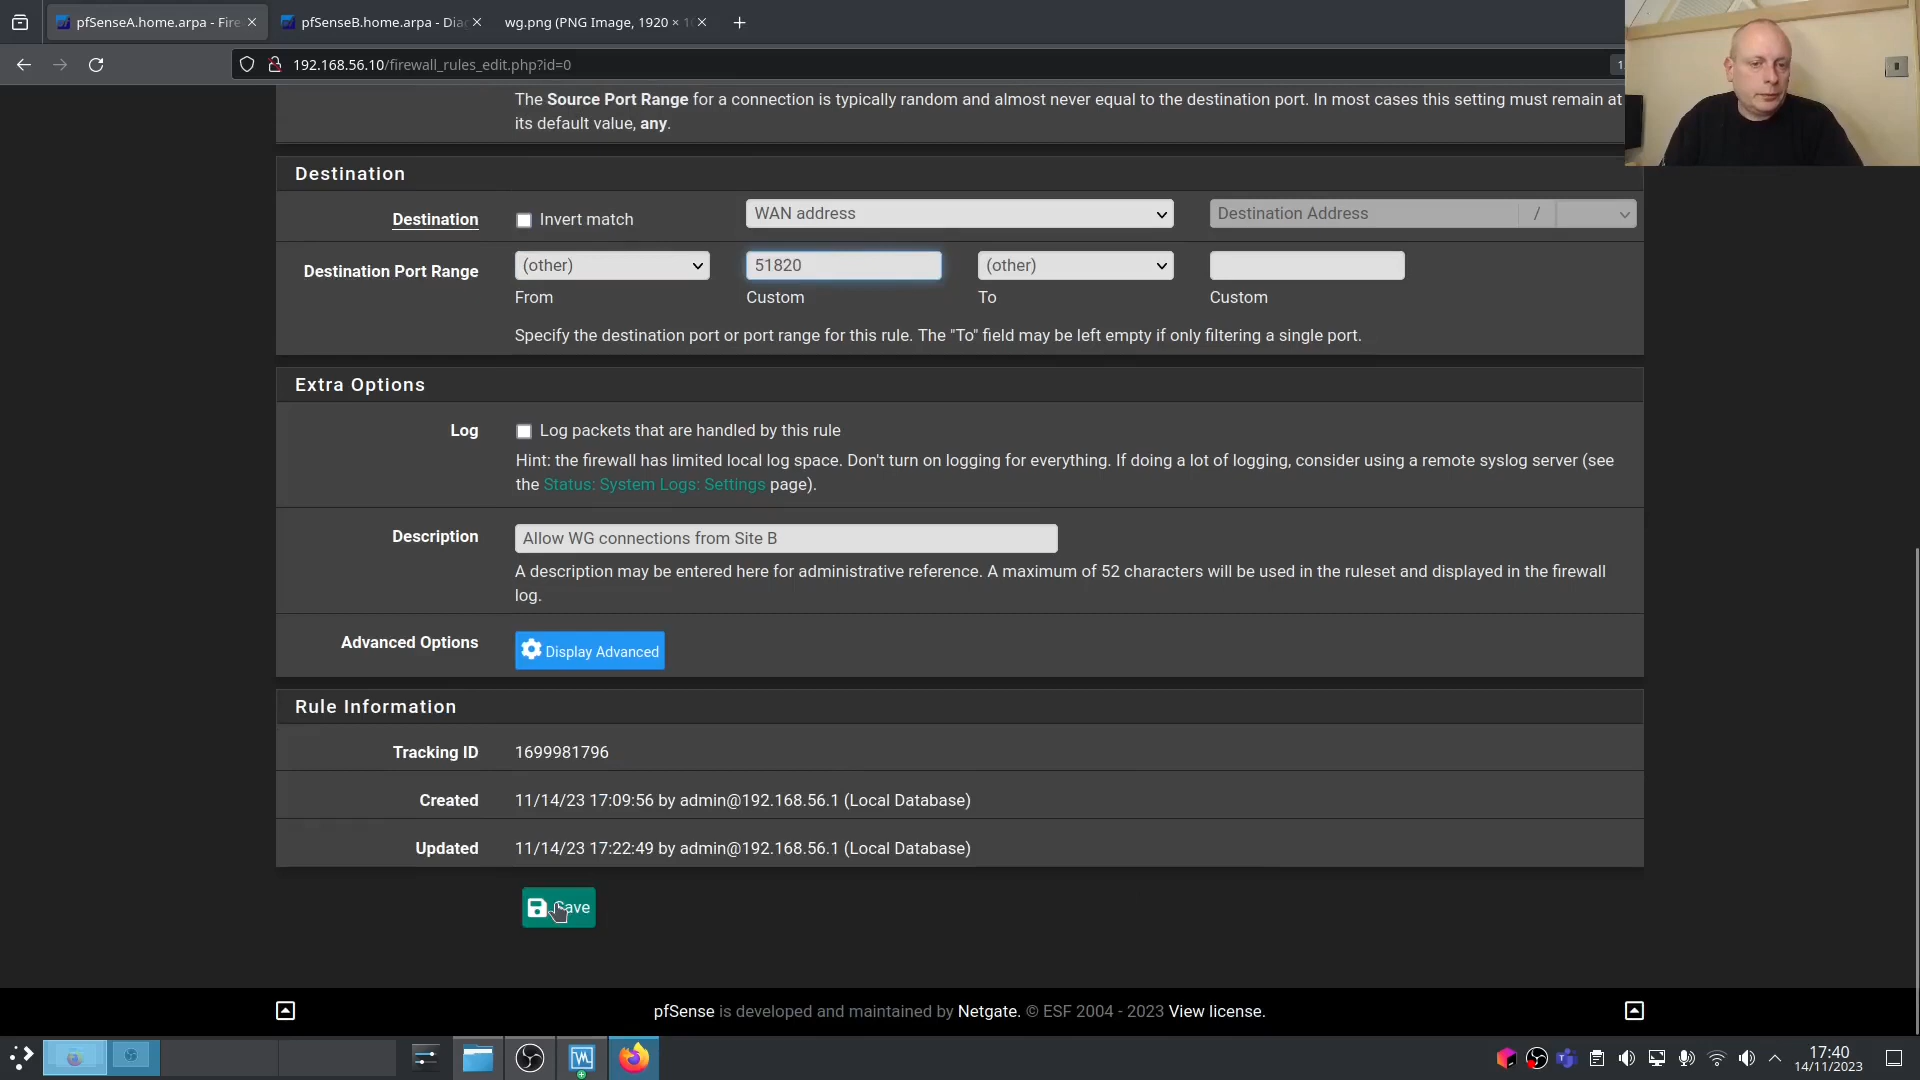 pfSenseA.home.arpa - Fire
pfSenseB.home.arpa - Dia
wg.png (PNG Image, 1920 ×
192.168.56.10/firewall_rules_edit.php?id=0
The Source Port Range for a connection is typically random and almost never equal to the destination port. In most cases this setting must remain at
its default value, any.
Destination
Destination
Invert match
WAN address
Destination Address
/
Destination Port Range
(other)
51820
(other)
From
Custom
To
Custom
Specify the destination port or port range for this rule. The "To" field may be left empty if only filtering a single port.
Extra Options
Log
Log packets that are handled by this rule
Hint: the firewall has limited local log space. Don't turn on logging for everything. If doing a lot of logging, consider using a remote syslog server (see
the Status: System Logs: Settings page).
Description
Allow WG connections from Site B
A description may be entered here for administrative reference. A maximum of 52 characters will be used in the ruleset and displayed in the firewall
log.
Advanced Options
Display Advanced
Rule Information
Tracking ID
1699981796
Created
11/14/23 17:09:56 by admin@192.168.56.1 (Local Database)
Updated
11/14/23 17:22:49 by admin@192.168.56.1 (Local Database)
Save
pfSense is developed and maintained by Netgate. © ESF 2004 - 2023 View license.
17:40
14/11/2023